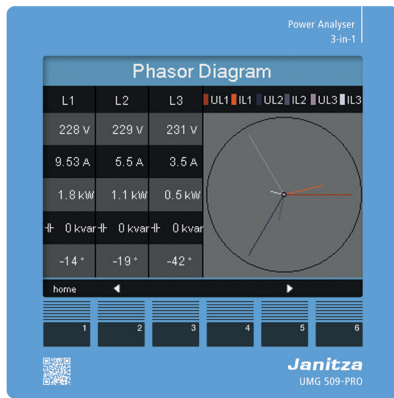 Power Analyser
3-in-1
Phasor Diagram
L1 L2 L3 UL1 IL1 UL2 IL2 UL3 IL3
228 V 229 V 231 V
9.53 A 5.5 A 3.5 A
1.8 kW 1.1 kW 0.5 kW
0 kvar 0 kvar 0 kvar
-14 ° -19 ° -42 °
home
1 2 3 4 5 6
Janitza
UMG 509-PRO